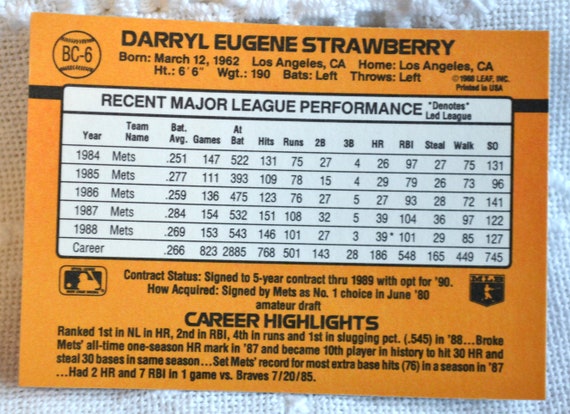 BC-6
DARRYL EUGENE STRAWBERRY
Born: March 12, 1962 Los Angeles, CA Home: Los Angeles, CA
Ht.: 6'6" Wgt.: 190 Bats: Left Throws: Left
©1988 LEAF, INC.
Printed in USA
RECENT MAJOR LEAGUE PERFORMANCE *Denotes* Led League
Year Team Name Bat. Avg. Games At Bat Hits Runs 2B 3B HR RBI Steal Walk SO
1984 Mets .251 147 522 131 75 27 4 26 97 27 75 131
1985 Mets .277 111 393 109 78 15 4 29 79 26 73 96
1986 Mets .259 136 475 123 76 27 5 27 93 28 72 141
1987 Mets .284 154 532 151 108 32 5 39 104 36 97 122
1988 Mets .269 153 543 146 101 27 3 39* 101 29 85 127
Career .266 823 2885 768 501 143 28 186 548 165 449 745
Contract Status: Signed to 5-year contract thru 1989 with opt for '90.
How Acquired: Signed by Mets as No. 1 choice in June '80
amateur draft
MLB
CAREER HIGHLIGHTS
Ranked 1st in NL in HR, 2nd in RBI, 4th in runs and 1st in slugging pct. (.545) in '88...Broke
Mets' all-time one-season HR mark in '87 and became 10th player in history to hit 30 HR and
steal 30 bases in same season...Set Mets' record for most extra base hits (76) in a season in '87
...Had 2 HR and 7 RBI in 1 game vs. Braves 7/20/85.